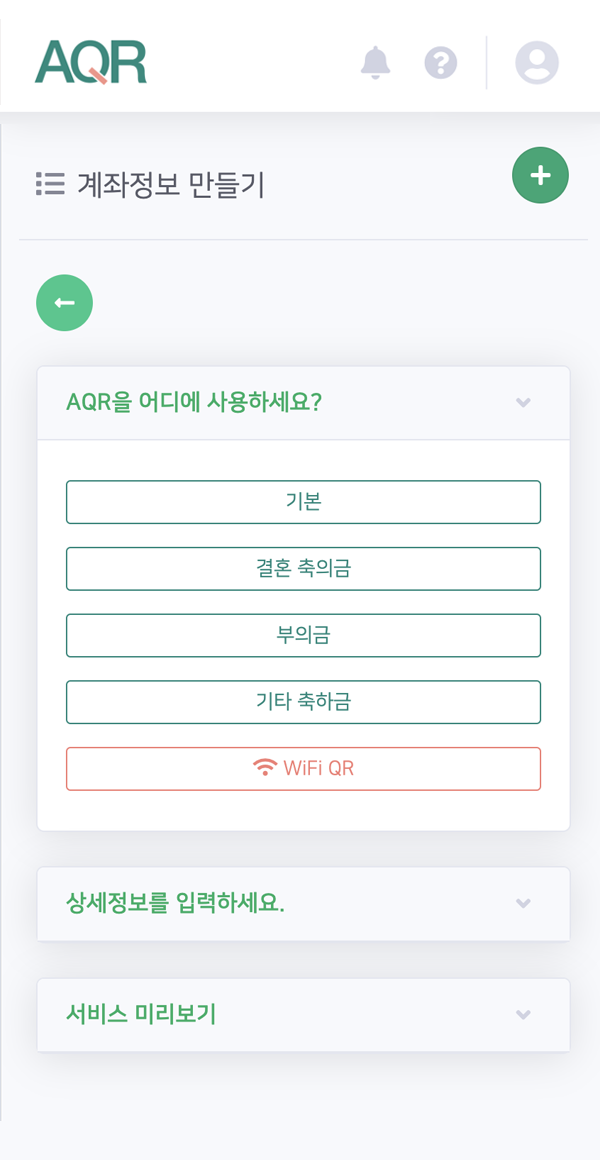 AQR
계좌정보 만들기
AQR을 어디에 사용하세요?
기본
결혼 축의금
부의금
기타 축하금
WiFi QR
상세정보를 입력하세요.
서비스 미리보기